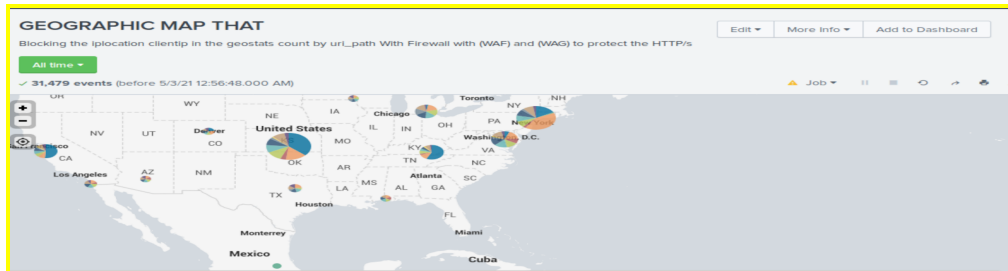 GEOGRAPHIC MAP THAT
Edit More Info Add to Dashboard
Blocking the iplocation clientip in the geostats count by uri_path With Firewall with (WAF) and (WAG) to protect the HTTP/s
All time
31,479 events (before 5/3/21 12:56:48.000 AM)
Job
+
−
OR
WY
NE
IA
Chicago
Toronto
NY
NH
NV
UT
Denver
CO
United States
MO
IL
IN
OH
PA
New York
Washington D.C.
San Francisco
CA
KY
VA
Los Angeles
AZ
NM
OK
AR
TN
NC
Atlanta
SC
TX
LA
MS
AL
GA
Houston
FL
Monterrey
Miami
Mexico
Cuba